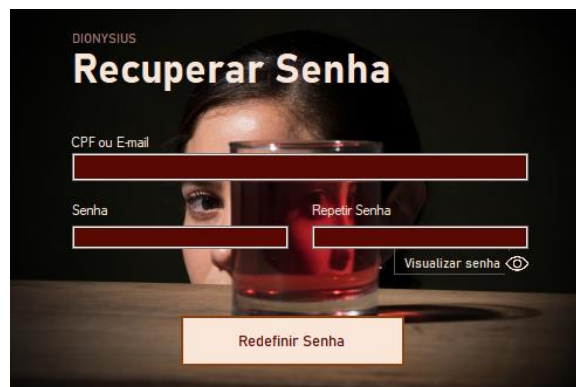 DIONYSIUS
Recuperar Senha
CPF ou E-mail
Senha
Repetir Senha
Visualizar senha
Redefinir Senha